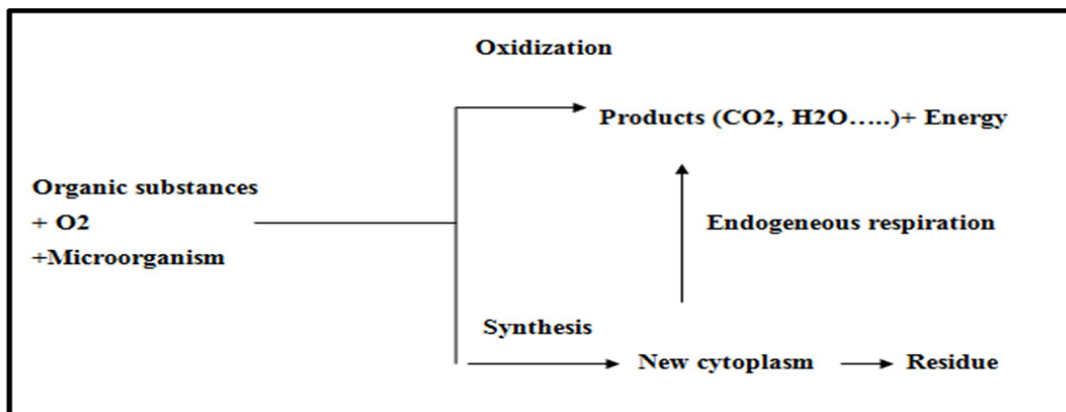 Oxidization
Products (CO2, H2O.....)+ Energy
Organic substances
+ O2
+Microorganism
Endogeneous respiration
Synthesis
New cytoplasm
Residue